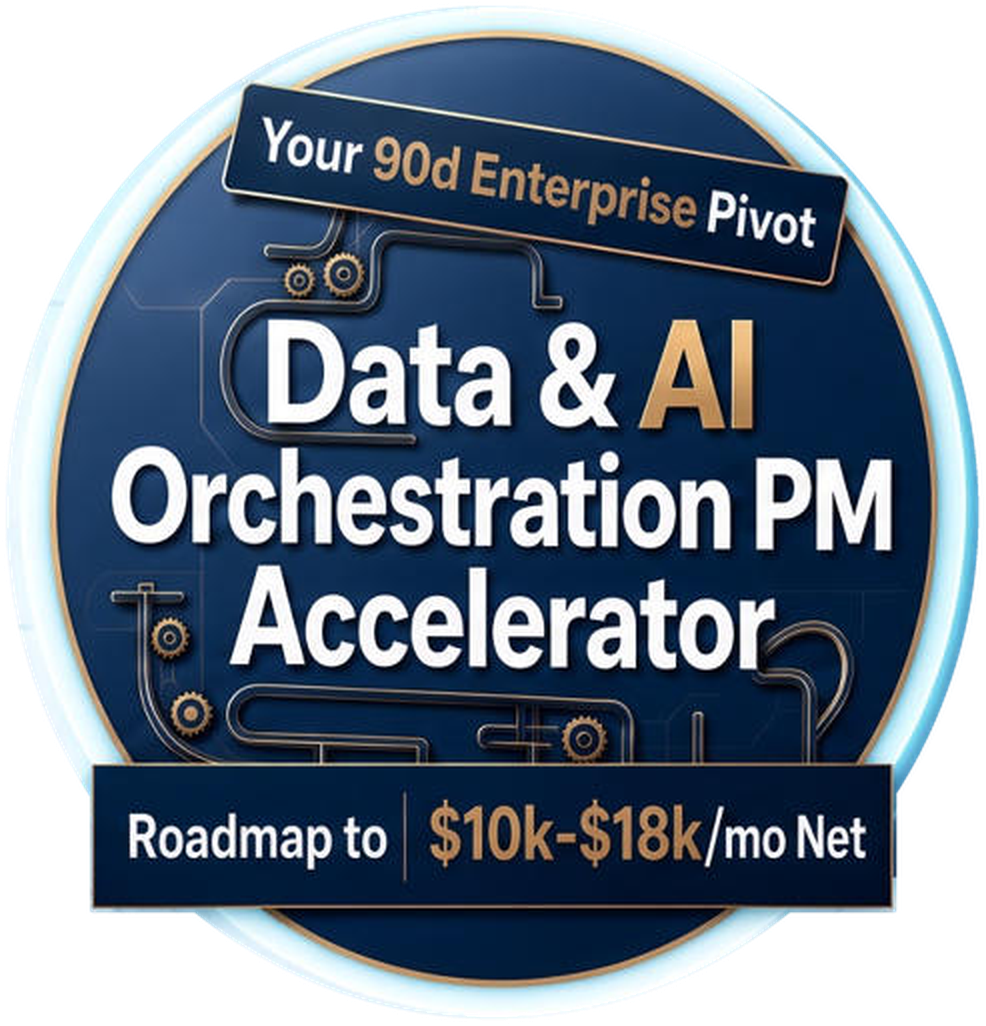 Your 90d Enterprise Pivot
Data & AI
Orchestration PM
Accelerator
Roadmap to $10k-$18k/mo Net